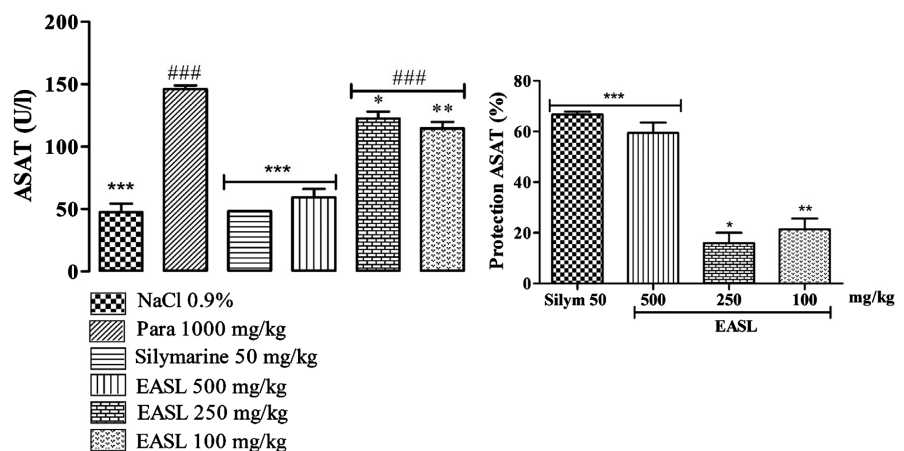 ASAT (U/l)
200
150
100
50
0
***
###
***
###
*
**
NaCl 0.9%
Para 1000 mg/kg
Silymarine 50 mg/kg
EASL 500 mg/kg
EASL 250 mg/kg
EASL 100 mg/kg
Protection ASAT (%)
80
60
40
20
0
***
*
**
Silym 50 500 250 100 mg/kg
EASL